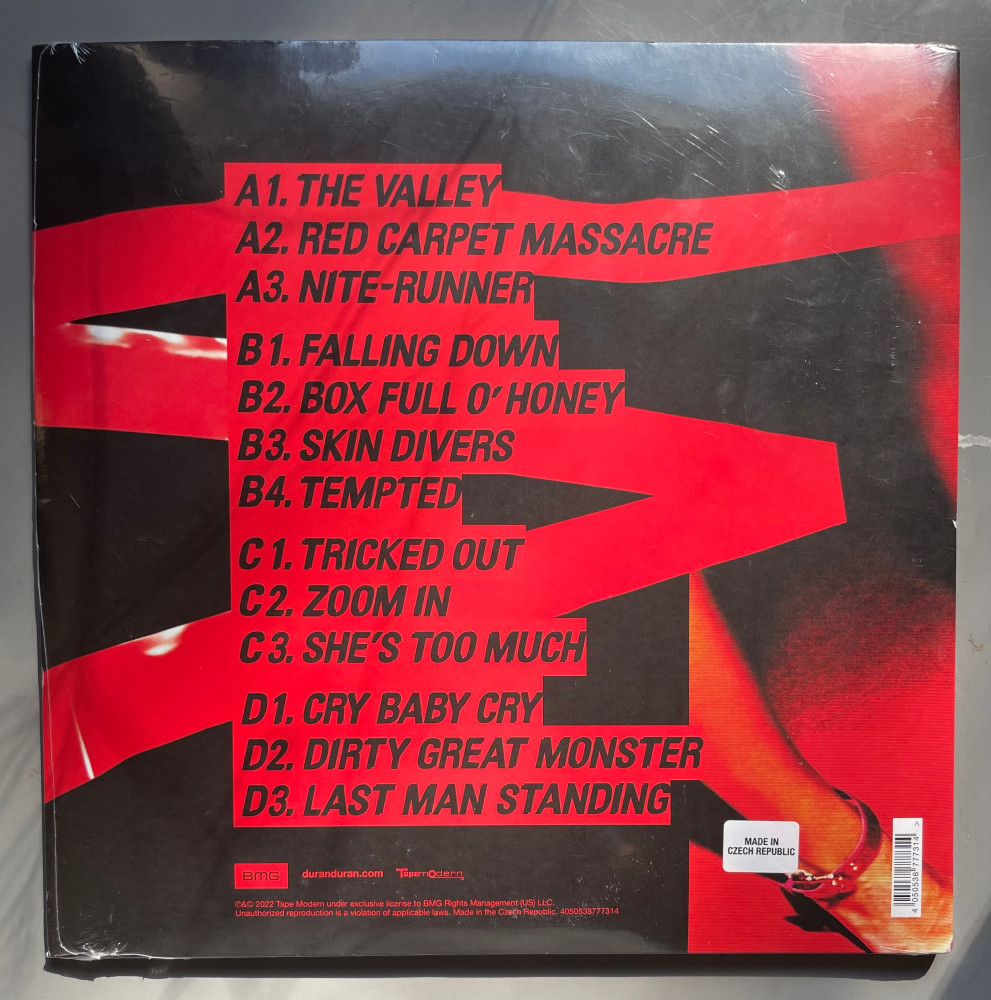 A1. THE VALLEY
A2. RED CARPET MASSACRE
A3. NITE-RUNNER
B1. FALLING DOWN
B2. BOX FULL O' HONEY
B3. SKIN DIVERS
B4. TEMPTED
C1. TRICKED OUT
C2. ZOOM IN
C3. SHE'S TOO MUCH
D1. CRY BABY CRY
D2. DIRTY GREAT MONSTER
D3. LAST MAN STANDING
MADE IN
CZECH REPUBLIC
BMG duranduran.com Tapemodern
℗&© 2022 Tape Modern under exclusive license to BMG Rights Management (US) LLC.
Unauthorized reproduction is a violation of applicable laws. Made in the Czech Republic. 4050538777314
4 050538 777314 >